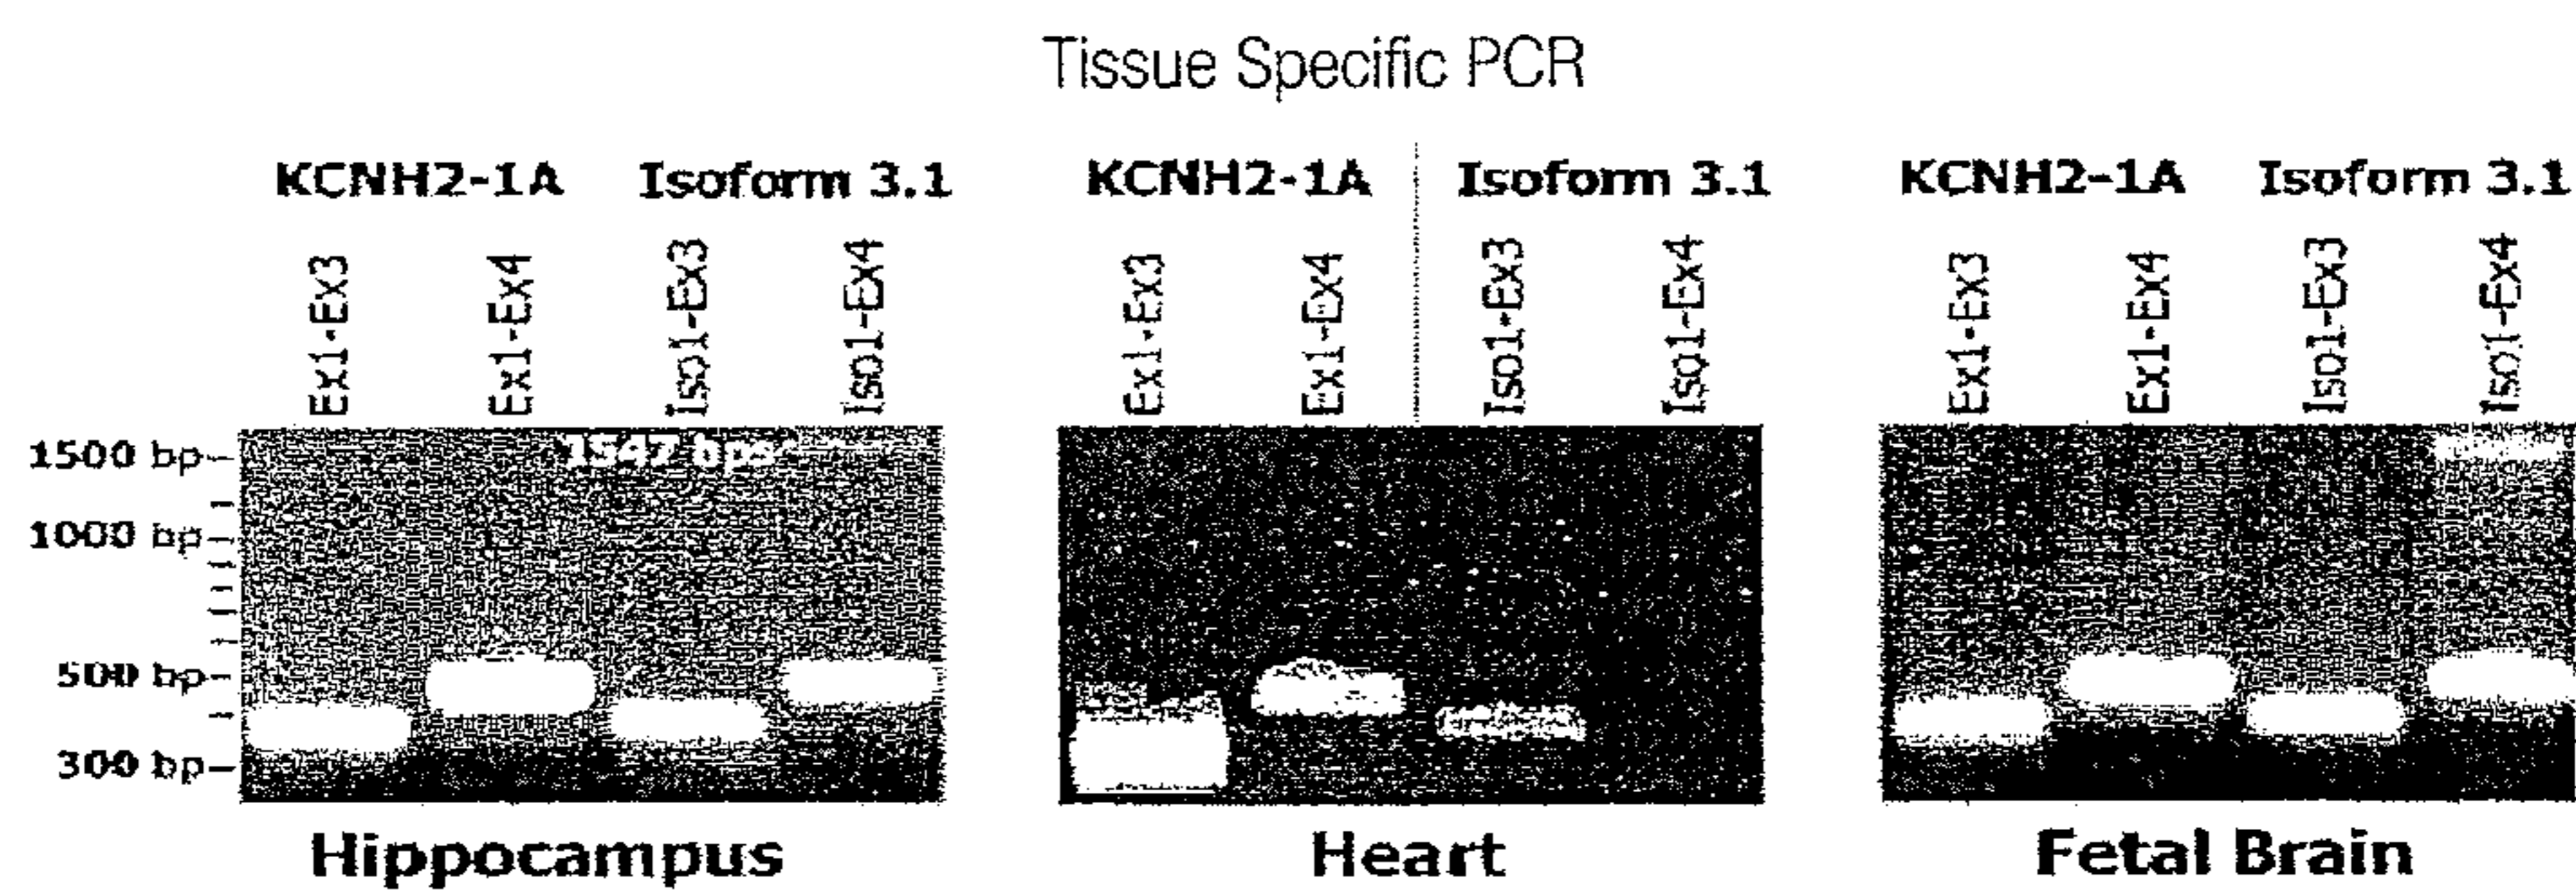 Tissue Specific PCR
KCNH2-1A Isoform 3.1 KCNH2-1A Isoform 3.1 KCNH2-1A Isoform 3.1
Ex1-Ex3 Ex1-Ex4 Iso1-Ex3 Iso1-Ex4 Ex1-Ex3 Ex1-Ex4 Iso1-Ex3 Iso1-Ex4 Ex1-Ex3 Ex1-Ex4 Iso1-Ex3 Iso1-Ex4
1500 bp
1547 bps
1000 bp
500 bp
300 bp
Hippocampus Heart Fetal Brain